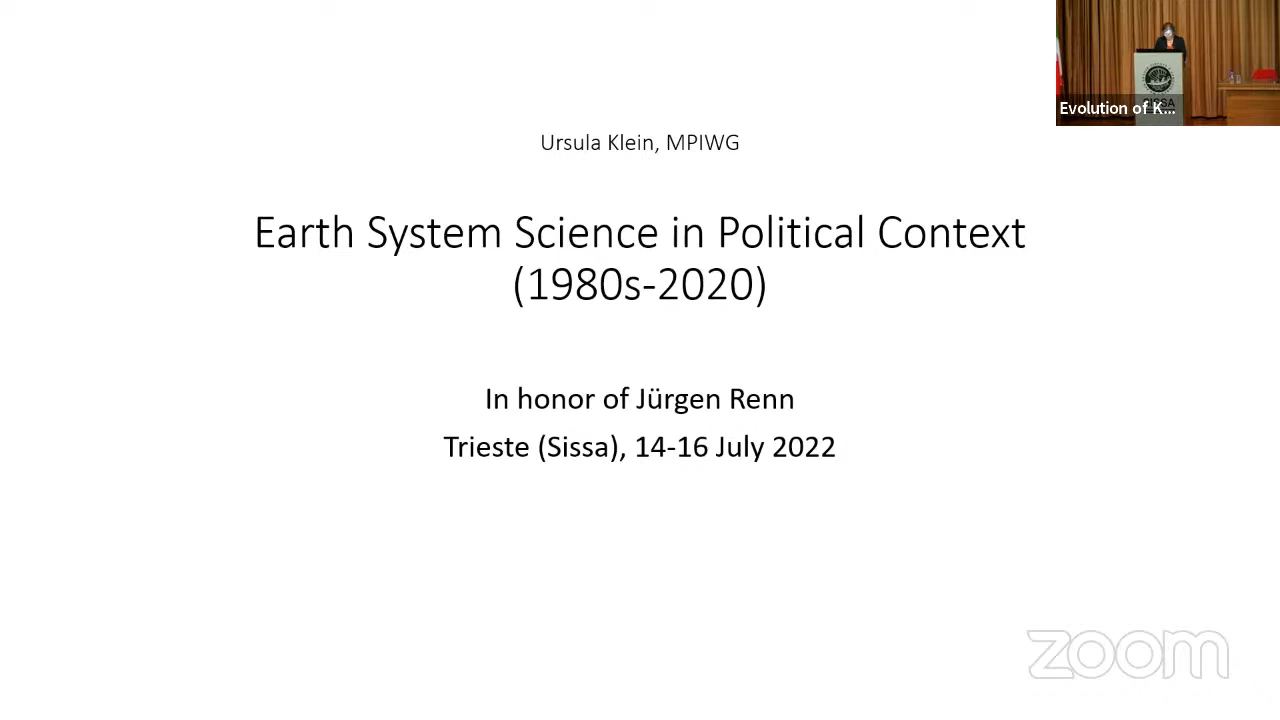 Ursula Klein, MPIWG
Earth System Science in Political Context
(1980s-2020)
In honor of Jürgen Renn
Trieste (Sissa), 14-16 July 2022
SISSA
Evolution of K...
zoom